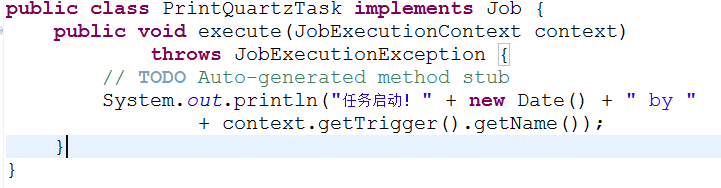 public class PrintQuartzTask implements Job {
    public void execute(JobExecutionContext context)
            throws JobExecutionException {
        // TODO Auto-generated method stub
        System.out.println("任务启动! " + new Date() + " by "
                + context.getTrigger().getName());
    }
}